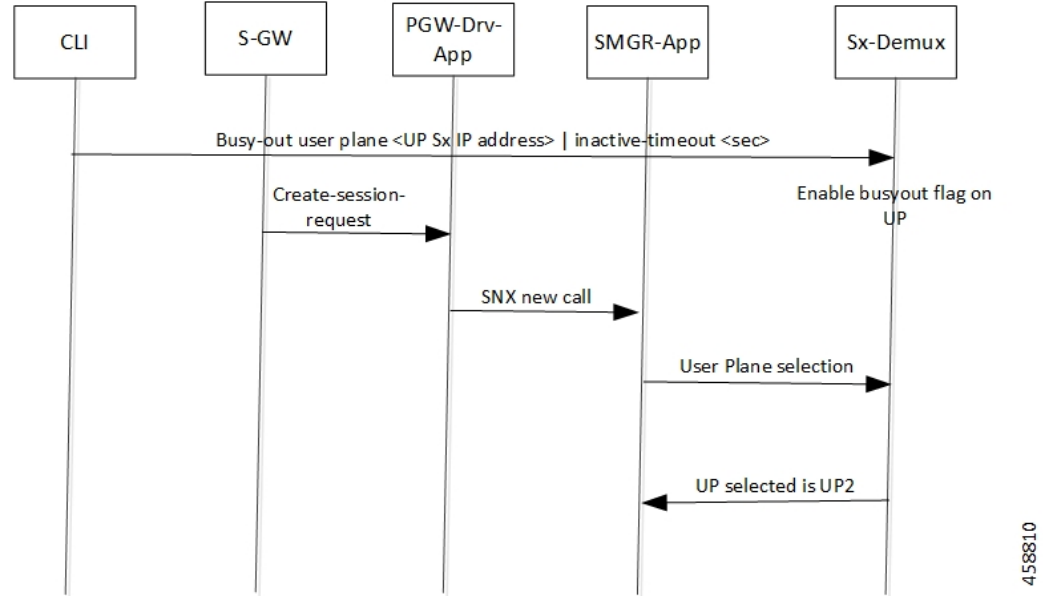 CLI
S-GW
PGW-Drv-
App
SMGR-App
Sx-Demux
Busy-out user plane <UP Sx IP address> | inactive-timeout <sec>
Enable busyout flag on
UP
Create-session-
request
SNX new call
User Plane selection
UP selected is UP2
458810